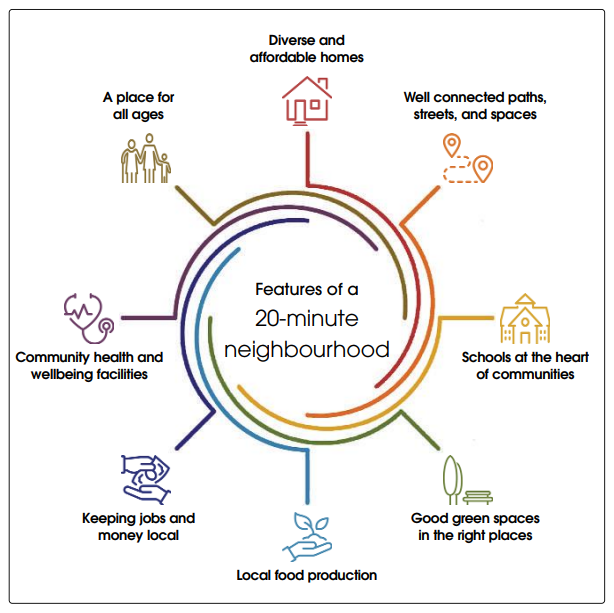 Diverse and
affordable homes
A place for
all ages
Well connected paths,
streets, and spaces
Features of a
20-minute
neighbourhood
Community health and
wellbeing facilities
Schools at the heart
of communities
Keeping jobs and
money local
Good green spaces
in the right places
Local food production